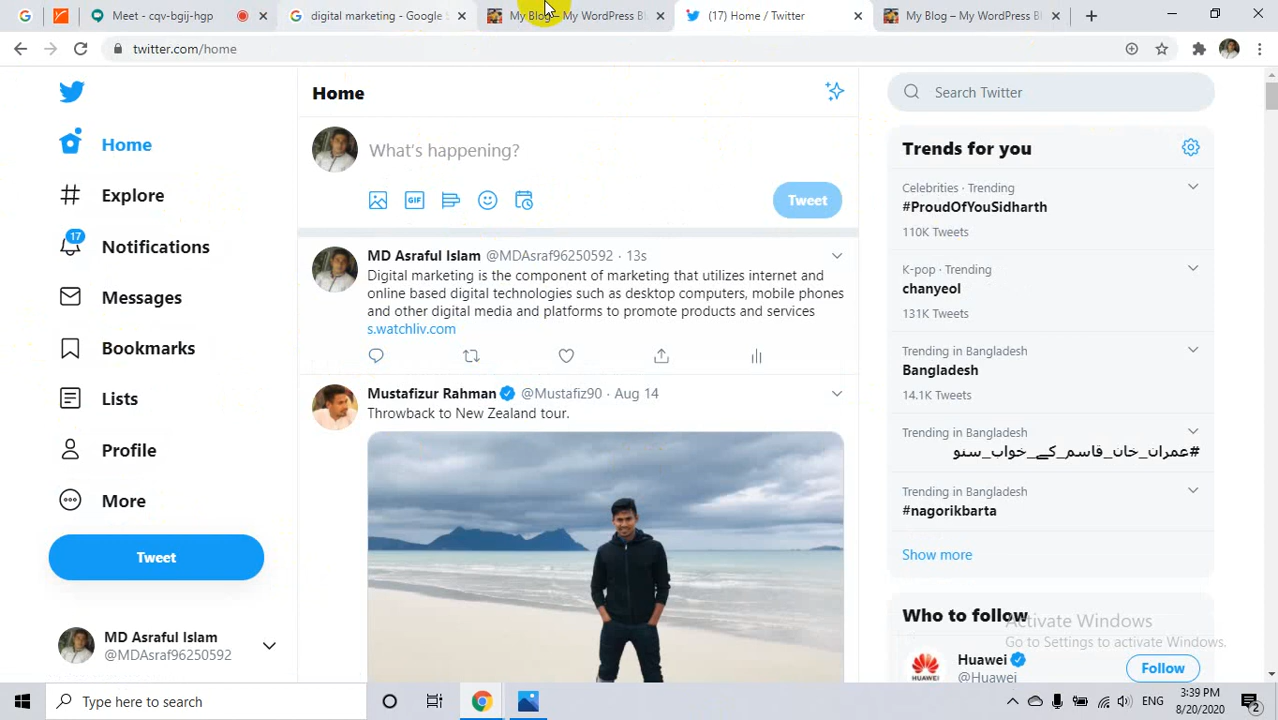 Meet - cqv-bghg-hgp
digital marketing - Google S
My Blog – My WordPress Bl
(17) Home / Twitter
My Blog – My WordPress Bl
twitter.com/home
Home
Explore
Notifications
17
Messages
Bookmarks
Lists
Profile
More
Tweet
MD Asraful Islam
@MDAsraf96250592
Home
What's happening?
GIF
Tweet
MD Asraful Islam @MDAsraf96250592 · 13s
Digital marketing is the component of marketing that utilizes internet and
online based digital technologies such as desktop computers, mobile phones
and other digital media and platforms to promote products and services
s.watchliv.com
Mustafizur Rahman @Mustafiz90 · Aug 14
Throwback to New Zealand tour.
Search Twitter
Trends for you
Celebrities · Trending
#ProudOfYouSidharth
110K Tweets
K-pop · Trending
chanyeol
131K Tweets
Trending in Bangladesh
Bangladesh
14.1K Tweets
Trending in Bangladesh
#عمران_خان_قاسم_کے_خواب_سنو
Trending in Bangladesh
#nagorikbarta
Show more
Who to follow
Huawei
@Huawei
HUAWEI
Follow
Activate Windows
Go to Settings to activate Windows.
Type here to search
ENG
3:39 PM
8/20/2020
2